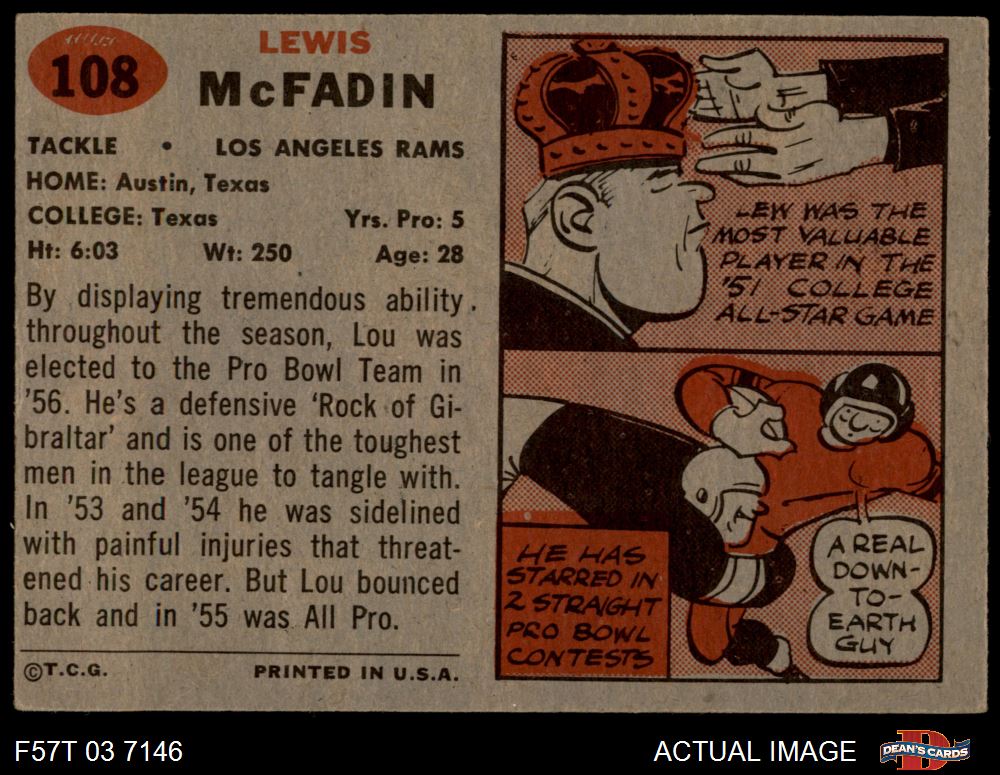 108
LEWIS
McFADIN
TACKLE • LOS ANGELES RAMS
HOME: Austin, Texas
COLLEGE: Texas Yrs. Pro: 5
Ht: 6:03 Wt: 250 Age: 28
By displaying tremendous ability
throughout the season, Lou was
elected to the Pro Bowl Team in
'56. He's a defensive 'Rock of Gi-
braltar' and is one of the toughest
men in the league to tangle with.
In '53 and '54 he was sidelined
with painful injuries that threat-
ened his career. But Lou bounced
back and in '55 was All Pro.
©T.C.G. PRINTED IN U.S.A.
LEW WAS THE
MOST VALUABLE
PLAYER IN THE
'51 COLLEGE
ALL-STAR GAME
HE HAS
STARRED IN
2 STRAIGHT
PRO BOWL
CONTESTS
A REAL
DOWN-
TO-
EARTH
GUY
F57T 03 7146
ACTUAL IMAGE
D
DEAN'S CARDS